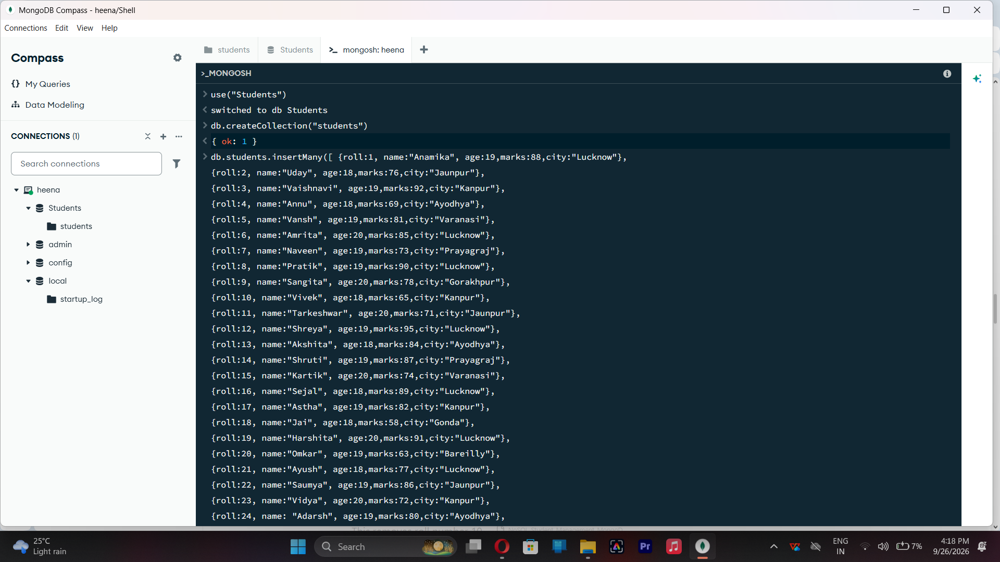 MongoDB Compass - heena/Shell
Connections Edit View Help
Compass
My Queries
Data Modeling
CONNECTIONS (1)
Search connections
heena
Students
students
admin
config
local
startup_log
students
Students
mongosh: heena
>_MONGOSH
use("Students")
switched to db Students
db.createCollection("students")
{ ok: 1 }
db.students.insertMany([ {roll:1, name:"Anamika", age:19,marks:88,city:"Lucknow"},
{roll:2, name:"Uday", age:18,marks:76,city:"Jaunpur"},
{roll:3, name:"Vaishnavi", age:19,marks:92,city:"Kanpur"},
{roll:4, name:"Annu", age:18,marks:69,city:"Ayodhya"},
{roll:5, name:"Vansh", age:19,marks:81,city:"Varanasi"},
{roll:6, name:"Amrita", age:20,marks:85,city:"Lucknow"},
{roll:7, name:"Naveen", age:19,marks:73,city:"Prayagraj"},
{roll:8, name:"Pratik", age:19,marks:90,city:"Lucknow"},
{roll:9, name:"Sangita", age:20,marks:78,city:"Gorakhpur"},
{roll:10, name:"Vivek", age:18,marks:65,city:"Kanpur"},
{roll:11, name:"Tarkeshwar", age:20,marks:71,city:"Jaunpur"},
{roll:12, name:"Shreya", age:19,marks:95,city:"Lucknow"},
{roll:13, name:"Akshita", age:18,marks:84,city:"Ayodhya"},
{roll:14, name:"Shruti", age:19,marks:87,city:"Prayagraj"},
{roll:15, name:"Kartik", age:20,marks:74,city:"Varanasi"},
{roll:16, name:"Sejal", age:18,marks:89,city:"Lucknow"},
{roll:17, name:"Astha", age:19,marks:82,city:"Kanpur"},
{roll:18, name:"Jai", age:18,marks:58,city:"Gonda"},
{roll:19, name:"Harshita", age:20,marks:91,city:"Lucknow"},
{roll:20, name:"Omkar", age:19,marks:63,city:"Bareilly"},
{roll:21, name:"Ayush", age:18,marks:77,city:"Lucknow"},
{roll:22, name:"Saumya", age:19,marks:86,city:"Jaunpur"},
{roll:23, name:"Vidya", age:20,marks:72,city:"Kanpur"},
{roll:24, name: "Adarsh", age:19,marks:80,city:"Ayodhya"},
25°C
Light rain
Search
Pr
ENG
IN
7%
4:18 PM
9/26/2026